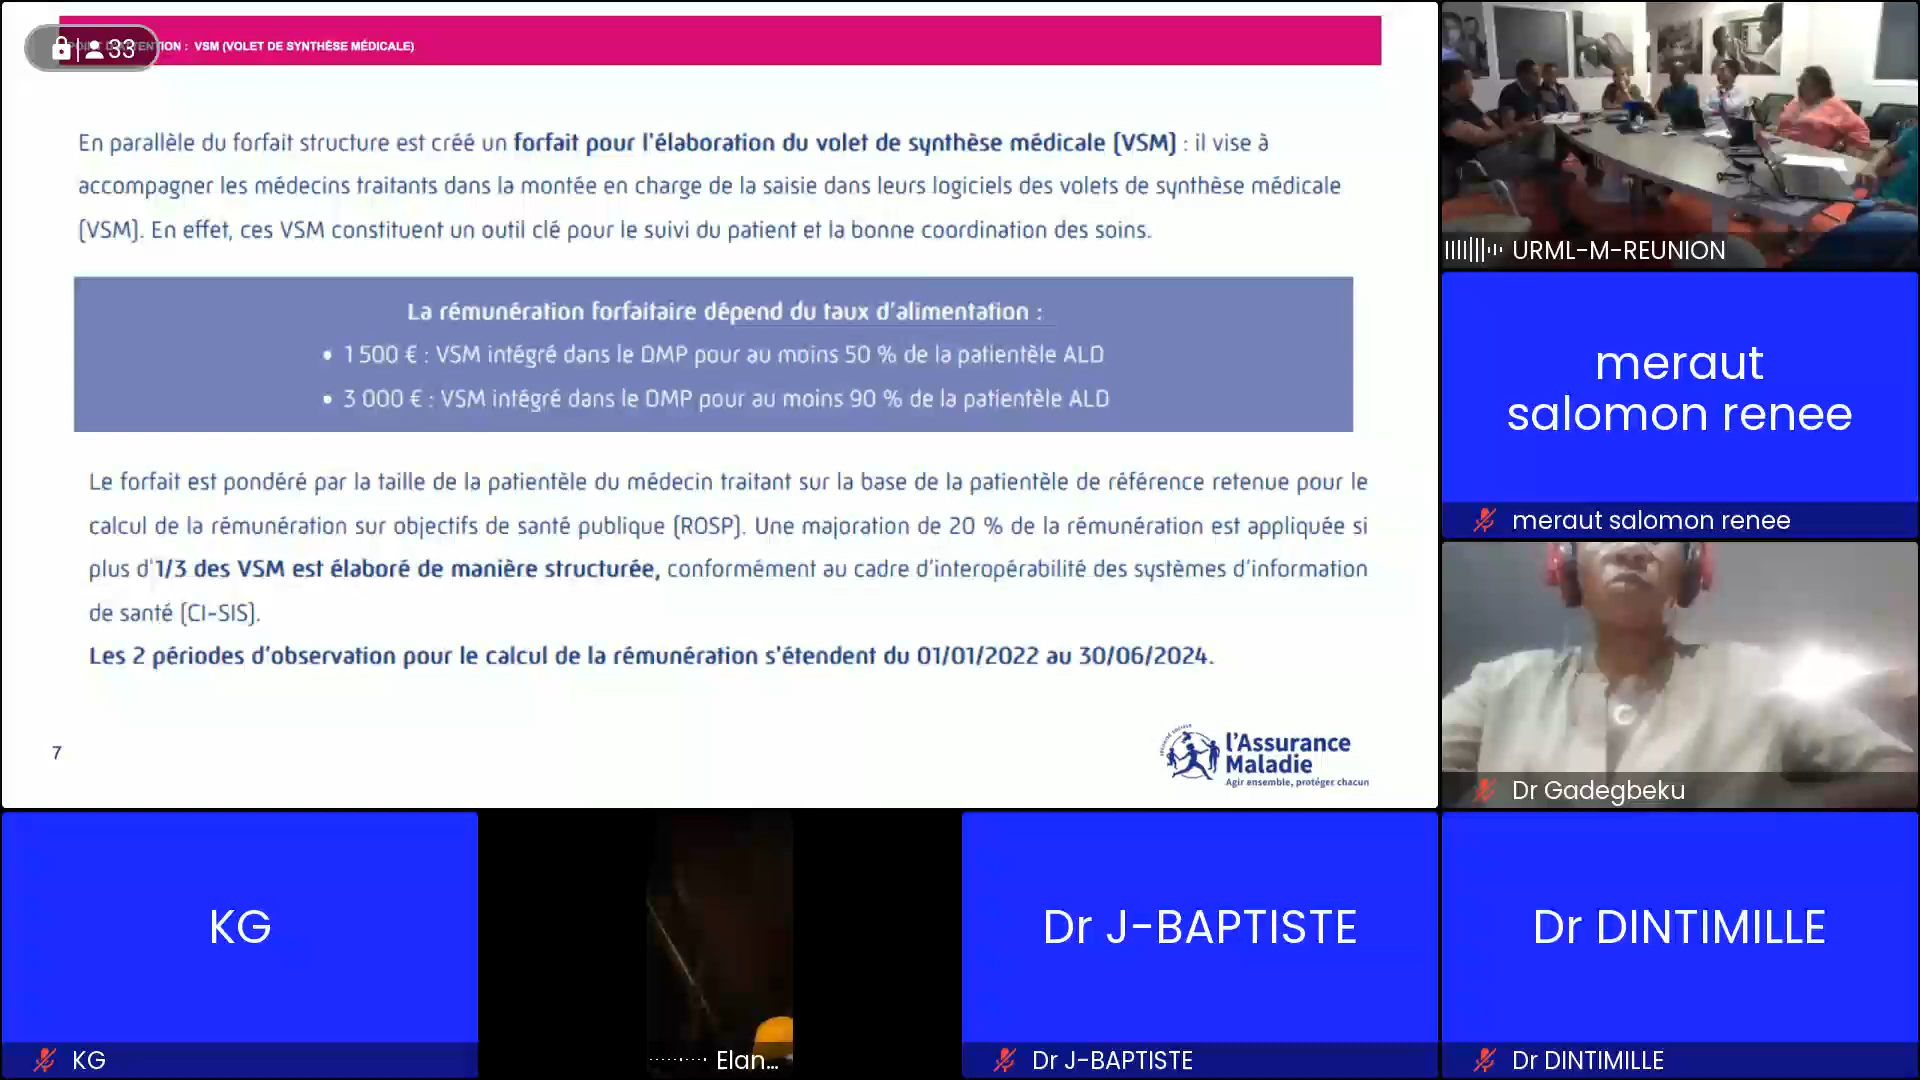 POINT D'ATTENTION : VSM (VOLET DE SYNTHÈSE MÉDICALE)
33
En parallèle du forfait structure est créé un forfait pour l'élaboration du volet de synthèse médicale (VSM) : il vise à
accompagner les médecins traitants dans la montée en charge de la saisie dans leurs logiciels des volets de synthèse médicale
(VSM). En effet, ces VSM constituent un outil clé pour le suivi du patient et la bonne coordination des soins.
La rémunération forfaitaire dépend du taux d'alimentation :
• 1 500 € : VSM intégré dans le DMP pour au moins 50 % de la patientèle ALD
• 3 000 € : VSM intégré dans le DMP pour au moins 90 % de la patientèle ALD
Le forfait est pondéré par la taille de la patientèle du médecin traitant sur la base de la patientèle de référence retenue pour le
calcul de la rémunération sur objectifs de santé publique (ROSP). Une majoration de 20 % de la rémunération est appliquée si
plus d'1/3 des VSM est élaboré de manière structurée, conformément au cadre d'interopérabilité des systèmes d'information
de santé (CI-SIS).
Les 2 périodes d'observation pour le calcul de la rémunération s'étendent du 01/01/2022 au 30/06/2024.
7
l'Assurance
Maladie
Agir ensemble, protéger chacun
URML-M-REUNION
meraut
salomon renee
meraut salomon renee
Dr Gadegbeku
KG
KG
Elan...
Dr J-BAPTISTE
Dr J-BAPTISTE
Dr DINTIMILLE
Dr DINTIMILLE